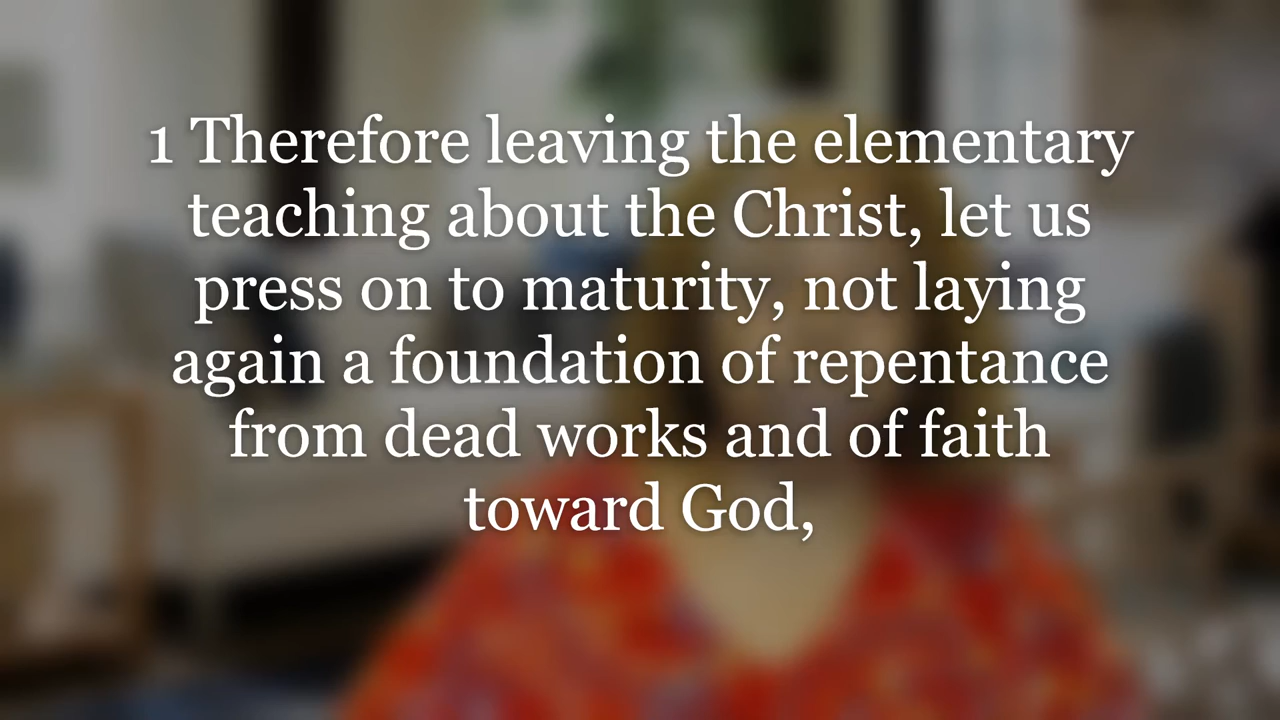 1 Therefore leaving the elementary
teaching about the Christ, let us
press on to maturity, not laying
again a foundation of repentance
from dead works and of faith
toward God,